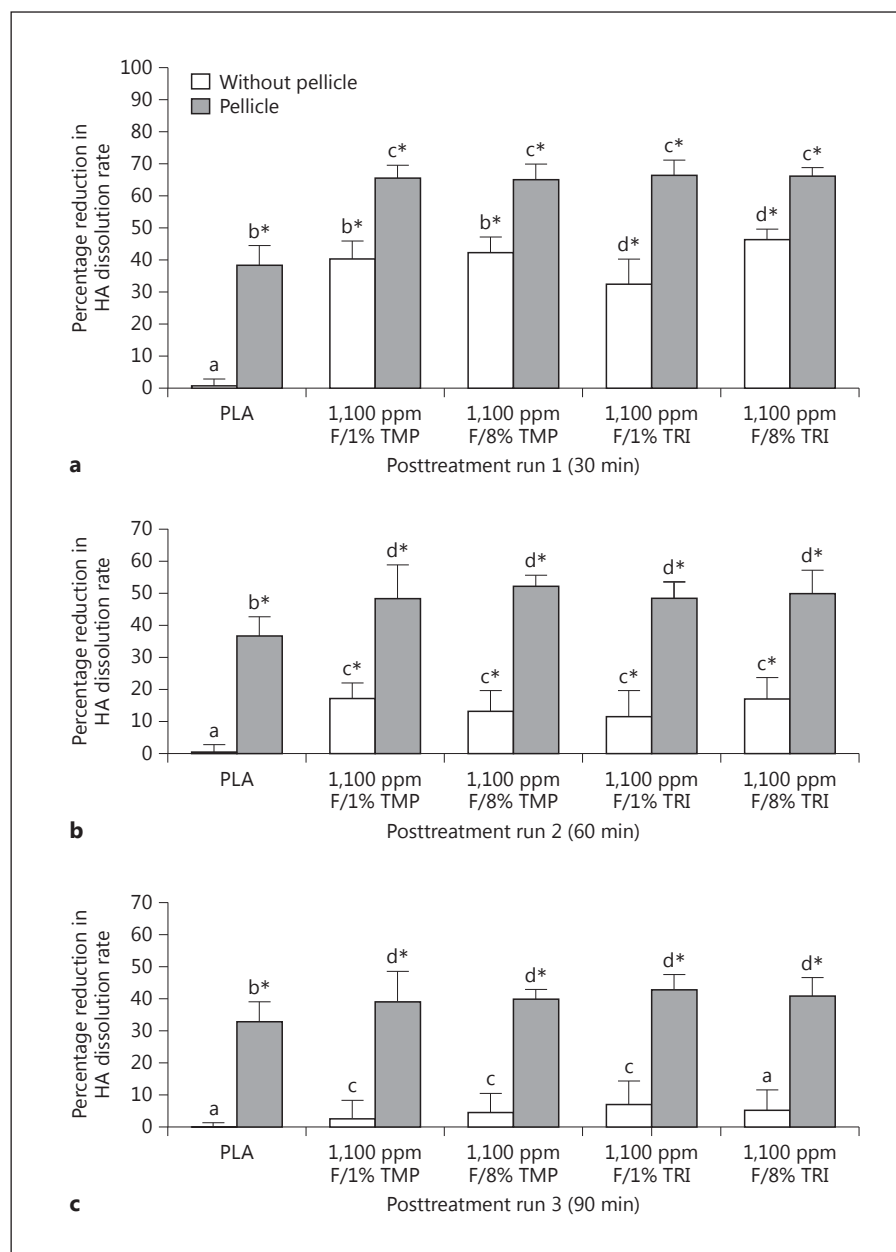 Percentage reduction in
HA dissolution rate
100
90
80
70
60
50
40
30
20
10
0
Without pellicle
Pellicle
a
b*
b*
c*
b*
c*
d*
c*
d*
c*
PLA
1,100 ppm
F/1% TMP
1,100 ppm
F/8% TMP
1,100 ppm
F/1% TRI
1,100 ppm
F/8% TRI
a
Posttreatment run 1 (30 min)
Percentage reduction in
HA dissolution rate
70
60
50
40
30
20
10
0
a
b*
c*
d*
c*
d*
c*
d*
c*
d*
PLA
1,100 ppm
F/1% TMP
1,100 ppm
F/8% TMP
1,100 ppm
F/1% TRI
1,100 ppm
F/8% TRI
b
Posttreatment run 2 (60 min)
Percentage reduction in
HA dissolution rate
70
60
50
40
30
20
10
0
a
b*
c
d*
c
d*
c
d*
a
d*
PLA
1,100 ppm
F/1% TMP
1,100 ppm
F/8% TMP
1,100 ppm
F/1% TRI
1,100 ppm
F/8% TRI
c
Posttreatment run 3 (90 min)